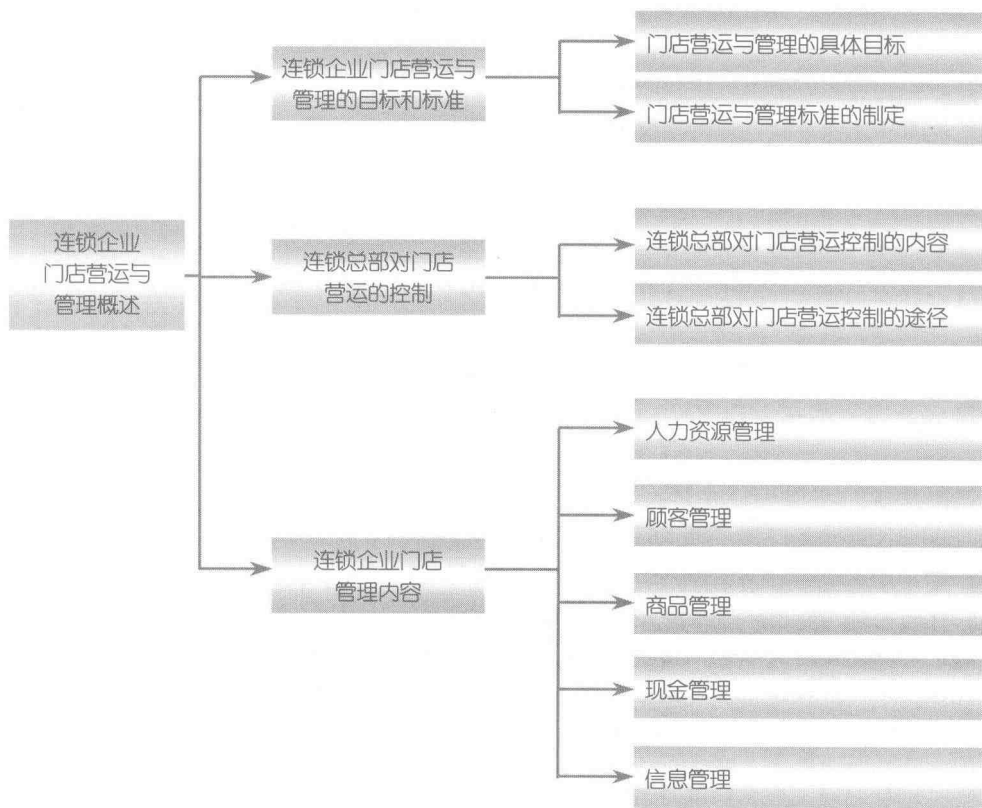 连锁企业
门店营运与
管理概述
连锁企业门店营运与
管理的目标和标准
门店营运与管理的具体目标
门店营运与管理标准的制定
连锁总部对门店
营运的控制
连锁总部对门店营运控制的内容
连锁总部对门店营运控制的途径
连锁企业门店
管理内容
人力资源管理
顾客管理
商品管理
现金管理
信息管理